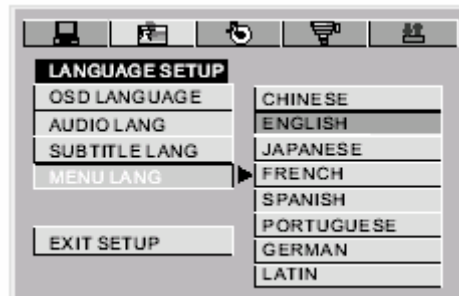 LANGUAGE SETUP
OSD LANGUAGE
AUDIO LANG
SUBTITLE LANG
MENU LANG
EXIT SETUP
CHINESE
ENGLISH
JAPANESE
FRENCH
SPANISH
PORTUGUESE
GERMAN
LATIN